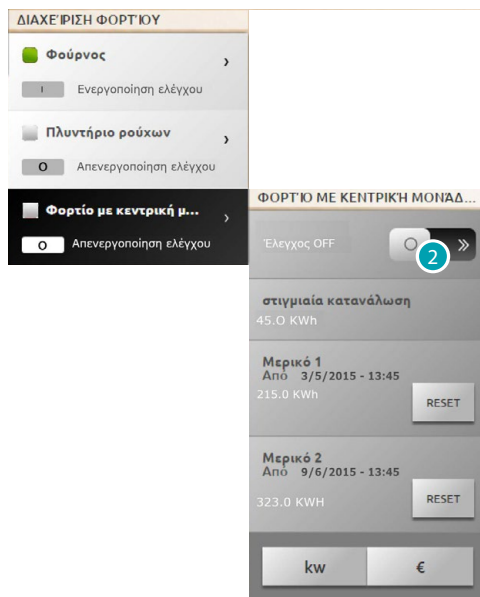 ΔΙΑΧΕΊΡΙΣΗ ΦΟΡΤΊΟΥ
Φούρνος
I Ενεργοποίηση ελέγχου
Πλυντήριο ρούχων
O Απενεργοποίηση ελέγχου
Φορτίο με κεντρική μ...
O Απενεργοποίηση ελέγχου
ΦΟΡΤΊΟ ΜΕ ΚΕΝΤΡΙΚΉ ΜΟΝΆΔ...
Έλεγχος OFF
2
στιγμιαία κατανάλωση
45.0 KWh
Μερικό 1
Από 3/5/2015 - 13:45
215.0 KWh
RESET
Μερικό 2
Από 9/6/2015 - 13:45
323.0 KWH
RESET
kw €